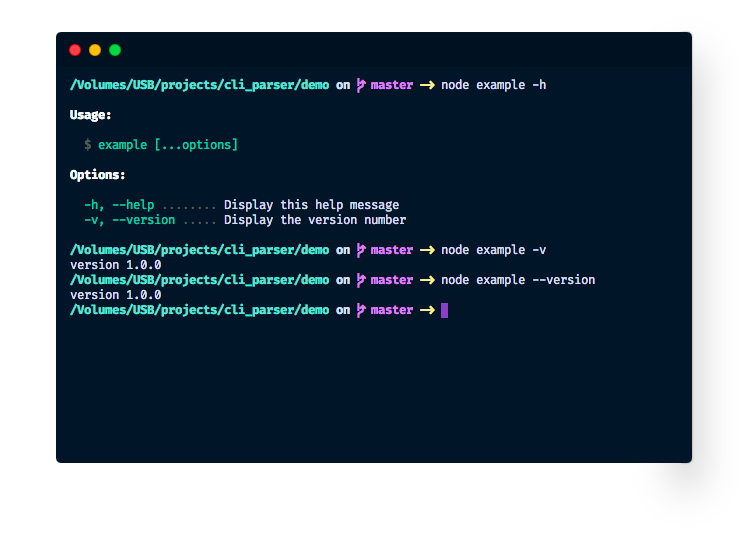 /Volumes/USB/projects/cli_parser/demo on master → node example -h
Usage:
$ example [...options]
Options:
-h, --help ........ Display this help message
-v, --version ..... Display the version number
/Volumes/USB/projects/cli_parser/demo on master → node example -v
version 1.0.0
/Volumes/USB/projects/cli_parser/demo on master → node example --version
version 1.0.0
/Volumes/USB/projects/cli_parser/demo on master →